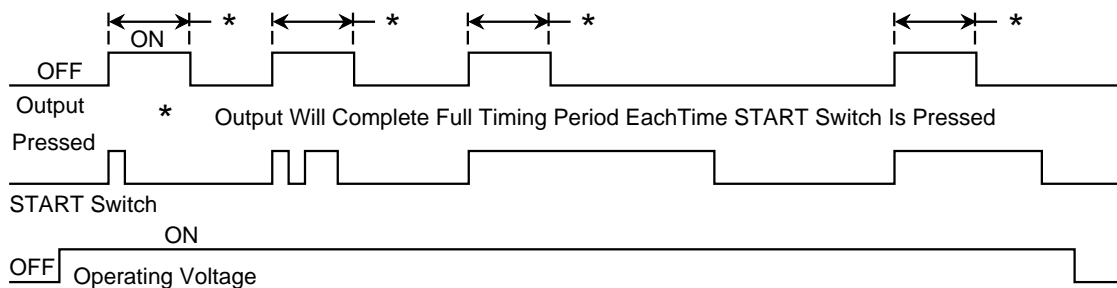 * * * *
ON
OFF
Output
* Output Will Complete Full Timing Period EachTime START Switch Is Pressed
Pressed
START Switch
ON
OFF Operating Voltage